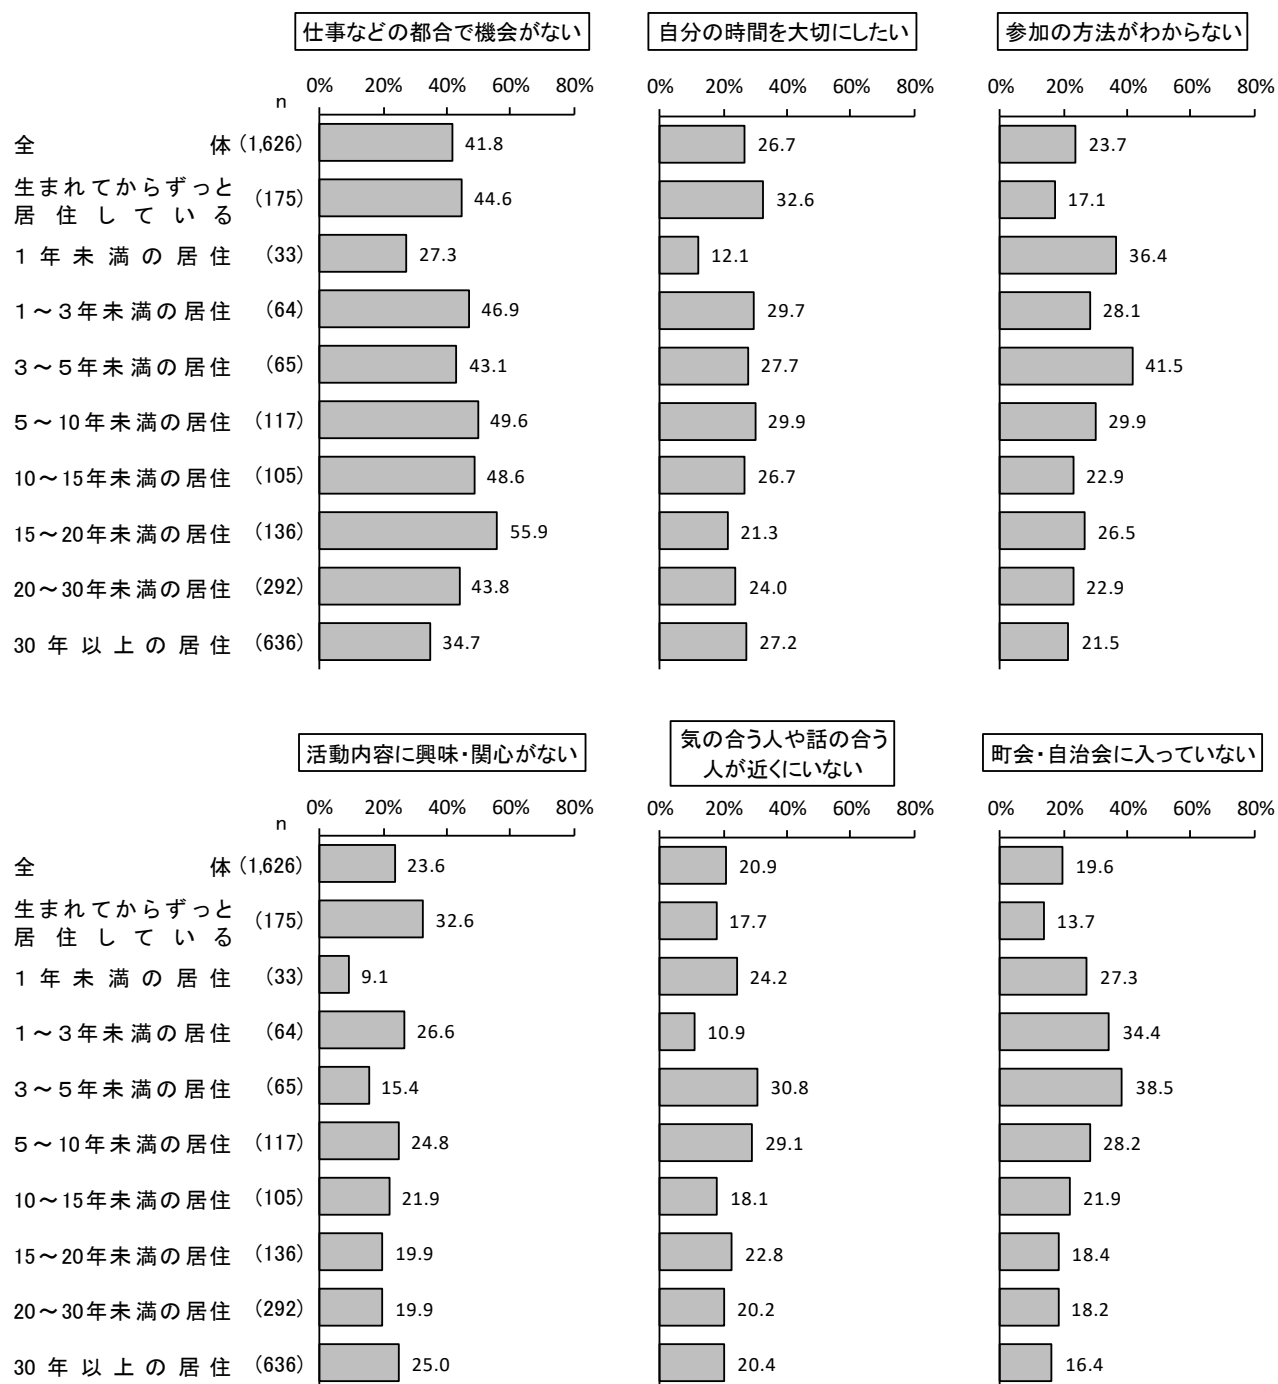 仕事などの都合で機会がない 自分の時間を大切にしたい 参加の方法がわからない
n 0% 20% 40% 60% 80% 0% 20% 40% 60% 80% 0% 20% 40% 60% 80%
全体 (1,626) 41.8 26.7 23.7
生まれてからずっと
居住している (175) 44.6 32.6 17.1
1年未満の居住 (33) 27.3 12.1 36.4
1～3年未満の居住 (64) 46.9 29.7 28.1
3～5年未満の居住 (65) 43.1 27.7 41.5
5～10年未満の居住 (117) 49.6 29.9 29.9
10～15年未満の居住 (105) 48.6 26.7 22.9
15～20年未満の居住 (136) 55.9 21.3 26.5
20～30年未満の居住 (292) 43.8 24.0 22.9
30年以上の居住 (636) 34.7 27.2 21.5
活動内容に興味・関心がない 気の合う人や話の合う 町会・自治会に入っていない
人が近くにいない
n 0% 20% 40% 60% 80% 0% 20% 40% 60% 80% 0% 20% 40% 60% 80%
全体 (1,626) 23.6 20.9 19.6
生まれてからずっと
居住している (175) 32.6 17.7 13.7
1年未満の居住 (33) 9.1 24.2 27.3
1～3年未満の居住 (64) 26.6 10.9 34.4
3～5年未満の居住 (65) 15.4 30.8 38.5
5～10年未満の居住 (117) 24.8 29.1 28.2
10～15年未満の居住 (105) 21.9 18.1 21.9
15～20年未満の居住 (136) 19.9 22.8 18.4
20～30年未満の居住 (292) 19.9 20.2 18.2
30年以上の居住 (636) 25.0 20.4 16.4